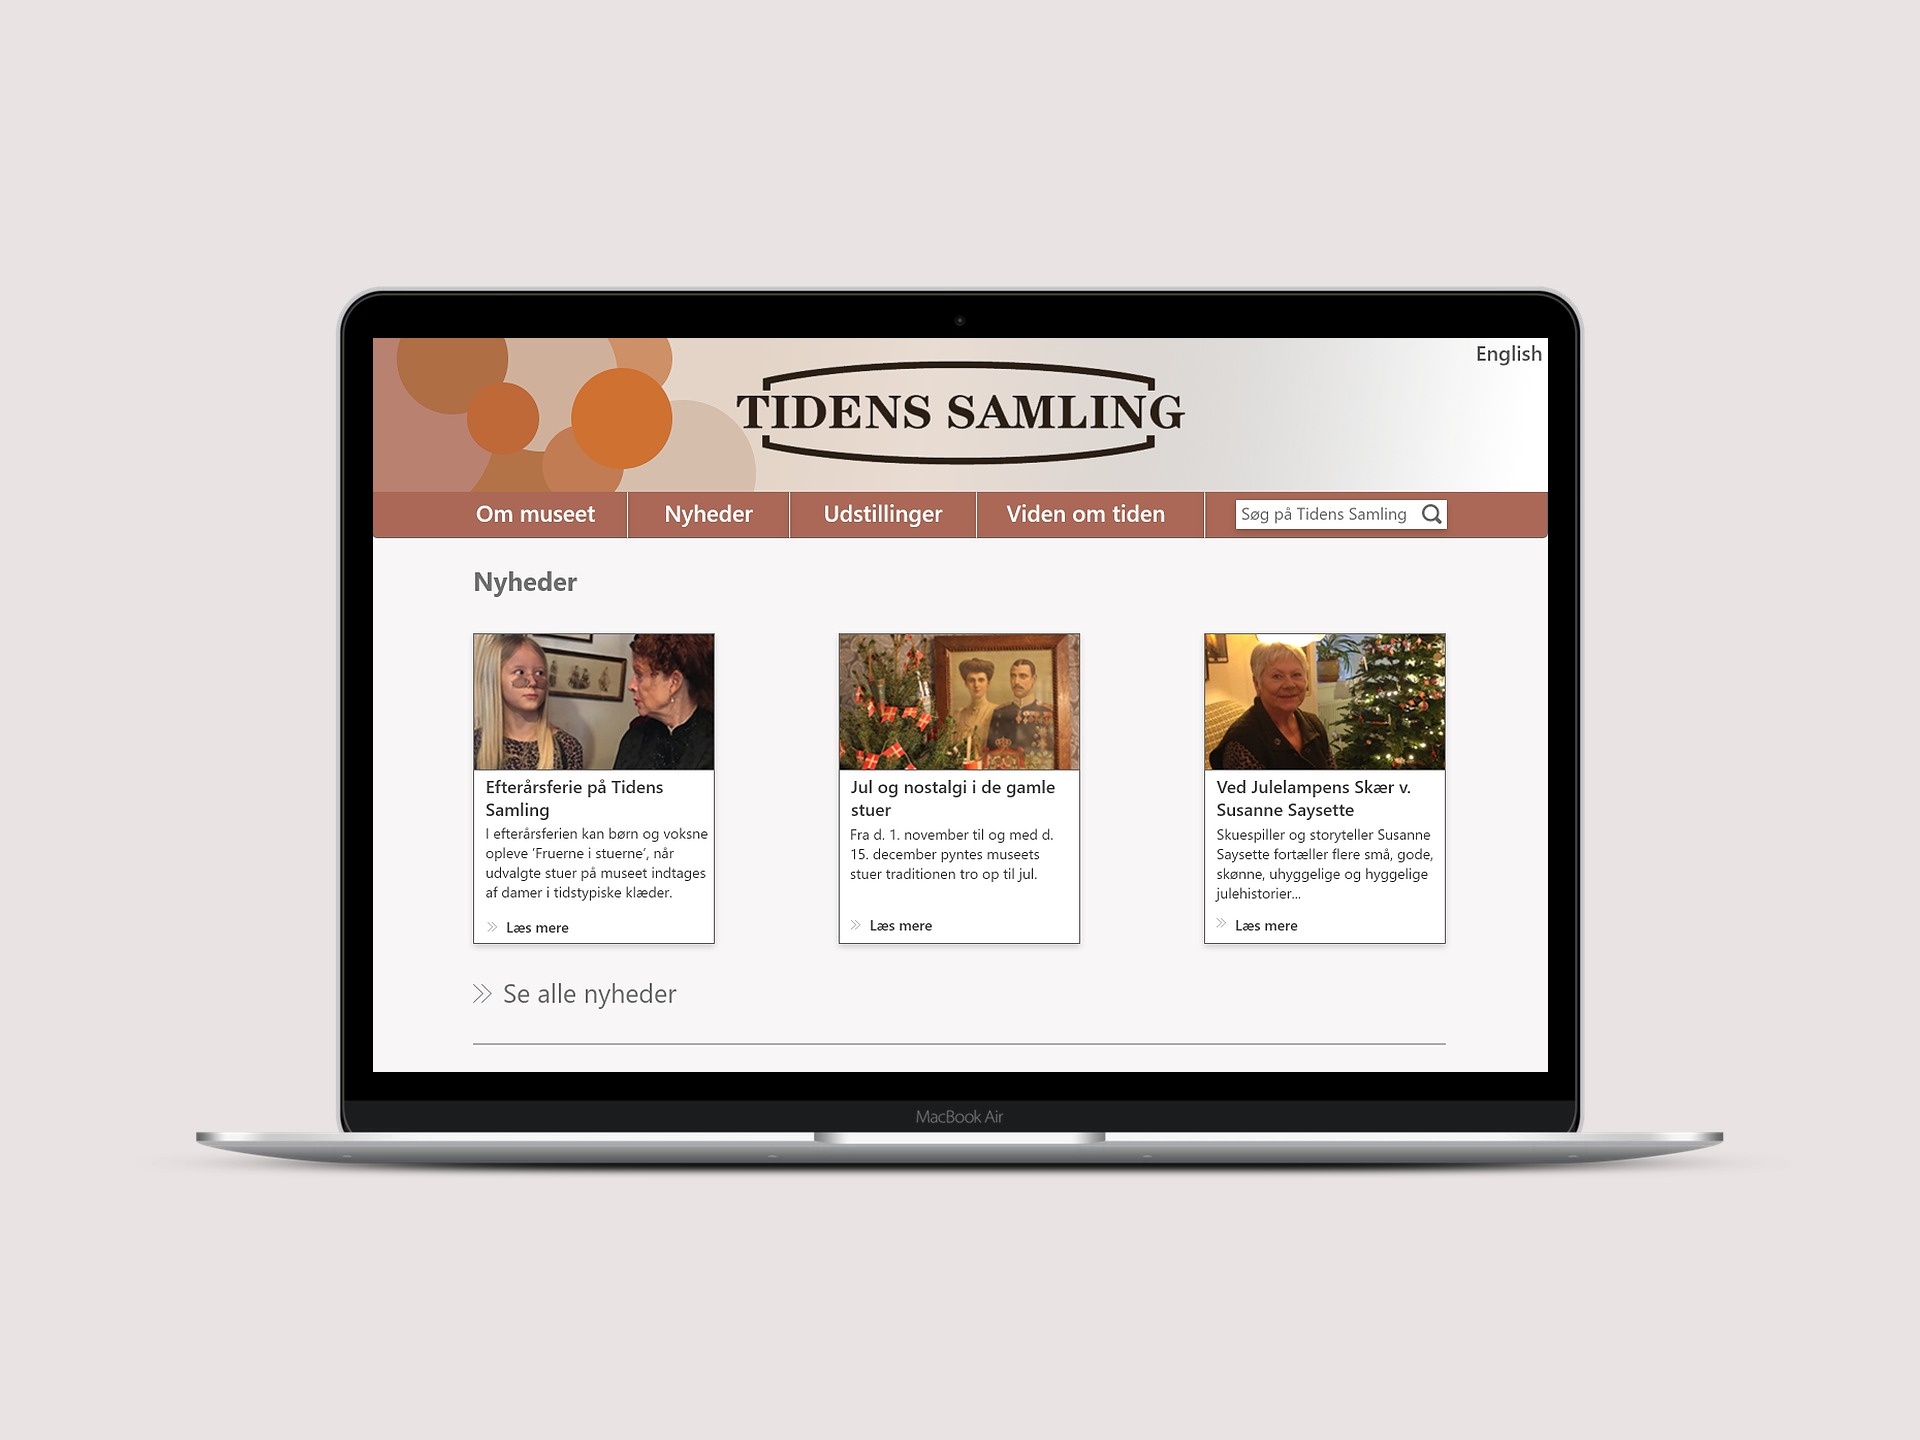 English
TIDENS SAMLING
Om museet
Nyheder
Udstillinger
Viden om tiden
Søg på Tidens Samling
Nyheder
Efterårsferie på Tidens
Samling
I efterårsferien kan børn og voksne
opleve ’Fruerne i stuerne’, når
udvalgte stuer på museet indtages
af damer i tidstypiske klæder.
Læs mere
Jul og nostalgi i de gamle
stuer
Fra d. 1. november til og med d.
15. december pyntes museets
stuer traditionen tro op til jul.
Læs mere
Ved Julelampens Skær v.
Susanne Saysette
Skuespiller og storyteller Susanne
Saysette fortæller flere små, gode,
skønne, uhyggelige og hyggelige
julehistorier...
Læs mere
Se alle nyheder
MacBook Air